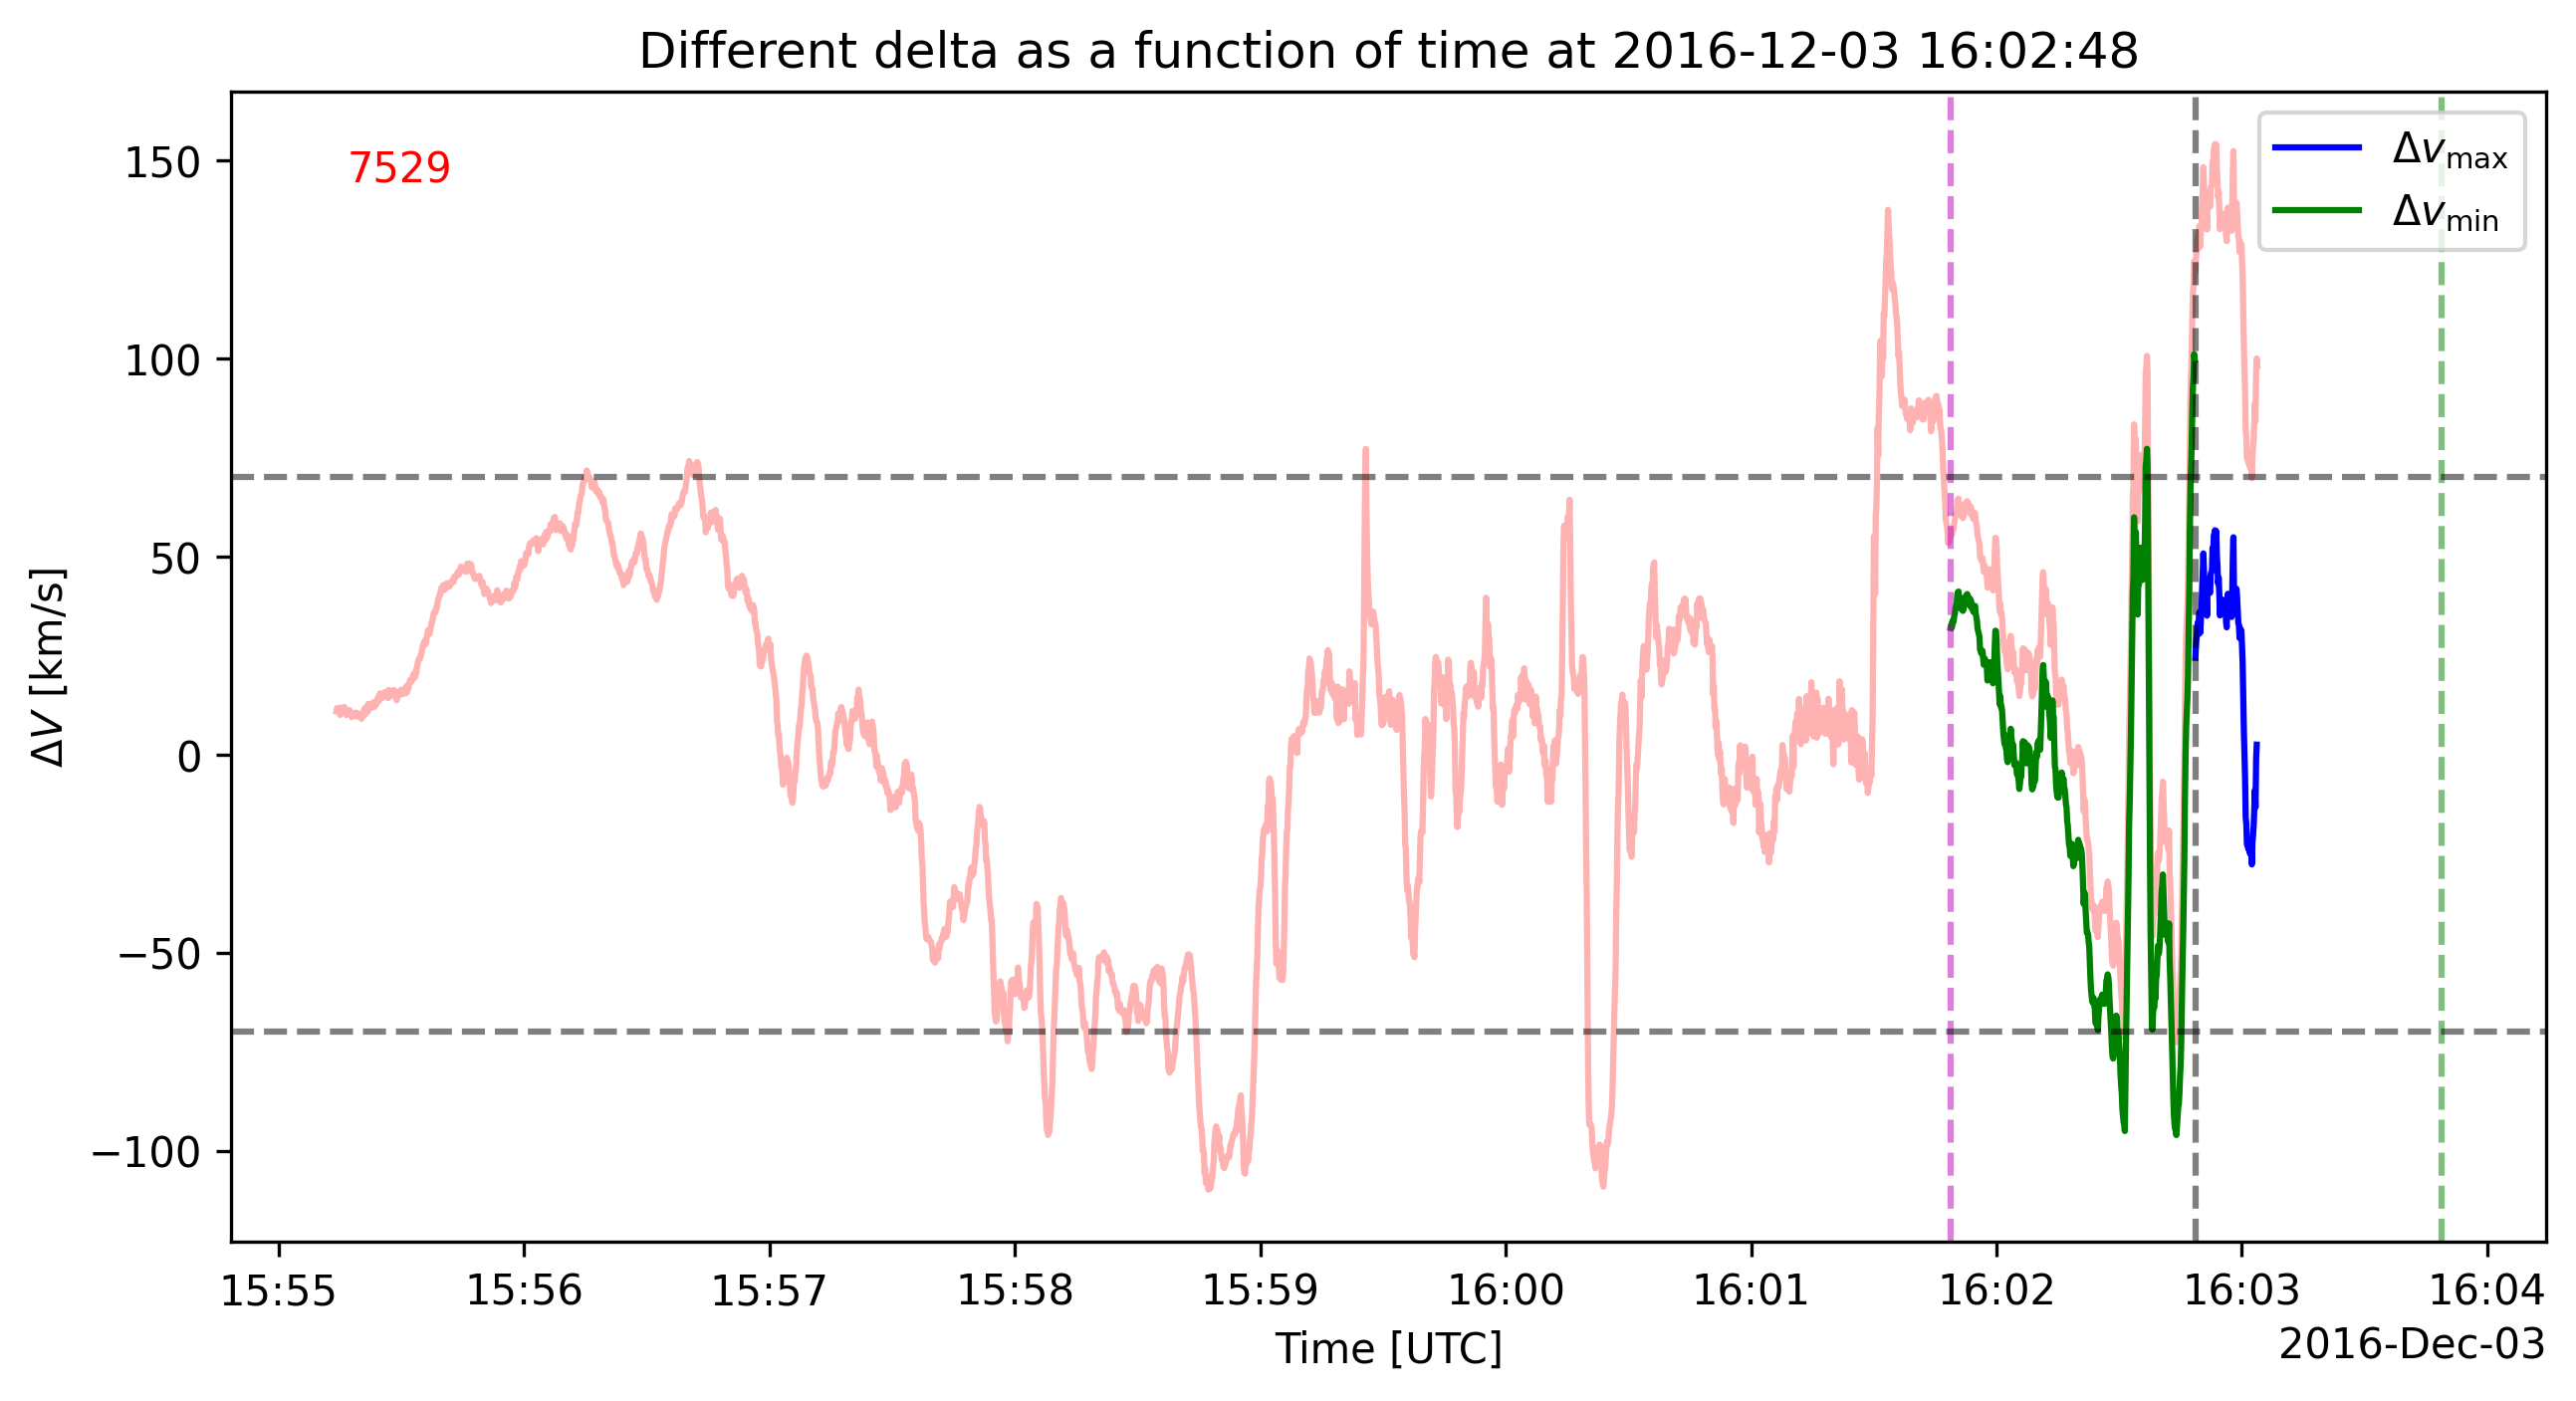 Different delta as a function of time at 2016-12-03 16:02:48
7529
Δv_max
Δv_min
ΔV [km/s]
150
100
50
0
−50
−100
15:55 15:56 15:57 15:58 15:59 16:00 16:01 16:02 16:03 16:04
Time [UTC]
2016-Dec-03